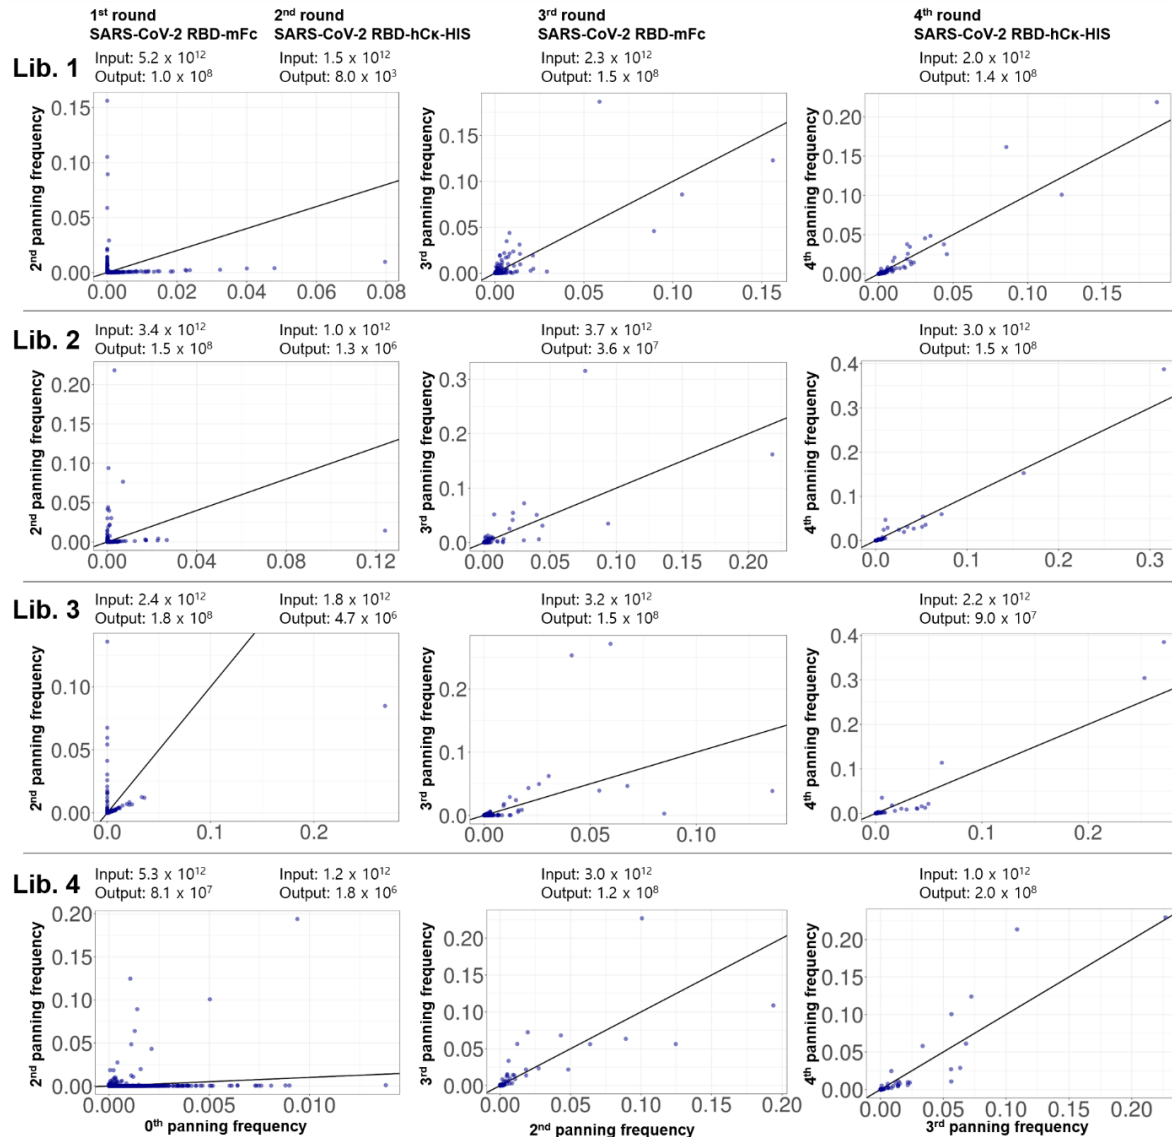 1st round 2nd round 3rd round 4th round
SARS-CoV-2 RBD-mFc SARS-CoV-2 RBD-hCκ-HIS SARS-CoV-2 RBD-mFc SARS-CoV-2 RBD-hCκ-HIS
Lib. 1
Input: 5.2 x 10^12 Input: 1.5 x 10^12 Input: 2.3 x 10^12 Input: 2.0 x 10^12
Output: 1.0 x 10^8 Output: 8.0 x 10^3 Output: 1.5 x 10^8 Output: 1.4 x 10^8
2nd panning frequency
0.15
0.10
0.05
0.00
0.00 0.02 0.04 0.06 0.08
3rd panning frequency
0.15
0.10
0.05
0.00
0.00 0.05 0.10 0.15
4th panning frequency
0.20
0.15
0.10
0.05
0.00
0.00 0.05 0.10 0.15
Lib. 2
Input: 3.4 x 10^12 Input: 1.0 x 10^12 Input: 3.7 x 10^12 Input: 3.0 x 10^12
Output: 1.5 x 10^8 Output: 1.3 x 10^6 Output: 3.6 x 10^7 Output: 1.5 x 10^8
2nd panning frequency
0.20
0.15
0.10
0.05
0.00
0.00 0.04 0.08 0.12
3rd panning frequency
0.3
0.2
0.1
0.0
0.00 0.05 0.10 0.15 0.20
4th panning frequency
0.4
0.3
0.2
0.1
0.0
0.0 0.1 0.2 0.3
Lib. 3
Input: 2.4 x 10^12 Input: 1.8 x 10^12 Input: 3.2 x 10^12 Input: 2.2 x 10^12
Output: 1.8 x 10^8 Output: 4.7 x 10^6 Output: 1.5 x 10^8 Output: 9.0 x 10^7
2nd panning frequency
0.10
0.05
0.00
0.0 0.1 0.2
3rd panning frequency
0.2
0.1
0.0
0.00 0.05 0.10
4th panning frequency
0.4
0.3
0.2
0.1
0.0
0.0 0.1 0.2
Lib. 4
Input: 5.3 x 10^12 Input: 1.2 x 10^12 Input: 3.0 x 10^12 Input: 1.0 x 10^12
Output: 8.1 x 10^7 Output: 1.8 x 10^6 Output: 1.2 x 10^8 Output: 2.0 x 10^8
2nd panning frequency
0.20
0.15
0.10
0.05
0.00
0.000 0.005 0.010
0th panning frequency
3rd panning frequency
0.20
0.15
0.10
0.05
0.00
0.00 0.05 0.10 0.15 0.20
2nd panning frequency
4th panning frequency
0.20
0.15
0.10
0.05
0.00
0.00 0.05 0.10 0.15 0.20
3rd panning frequency